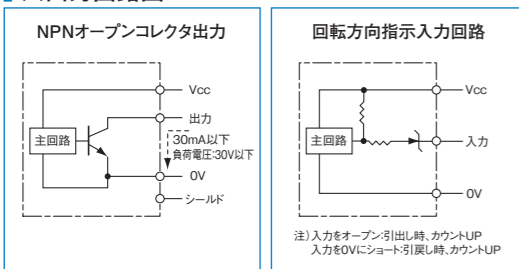 NPNオープンコレクタ出力
Vcc
出力
主回路
30mA以下
負荷電圧:30V以下
0V
シールド
回転方向指示入力回路
Vcc
主回路
入力
0V
注)入力をオープン:引出し時、カウントUP
入力を0Vにショート:引戻し時、カウントUP